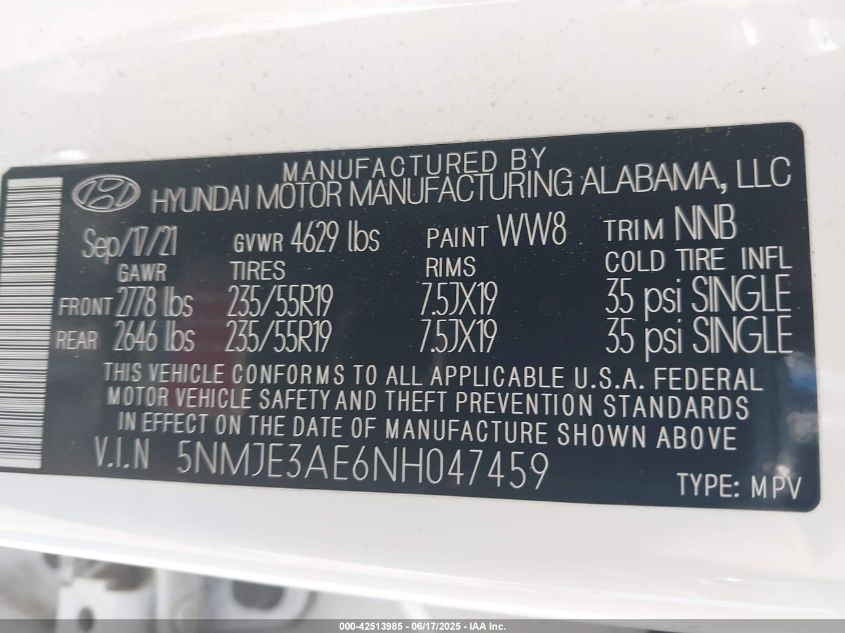 MANUFACTURED BY
HYUNDAI MOTOR MANUFACTURING ALABAMA, LLC
Sep/17/21 GVWR 4629 lbs PAINT WW8 TRIM NNB
GAWR TIRES RIMS COLD TIRE INFL
FRONT 2778 lbs 235/55R19 7.5JX19 35 psi SINGLE
REAR 2646 lbs 235/55R19 7.5JX19 35 psi SINGLE
THIS VEHICLE CONFORMS TO ALL APPLICABLE U.S.A. FEDERAL
MOTOR VEHICLE SAFETY AND THEFT PREVENTION STANDARDS
IN EFFECT ON THE DATE OF MANUFACTURE SHOWN ABOVE
V.I.N 5NMJE3AE6NH047459
TYPE: MPV
000-42513985 - 06/17/2025 - IAA Inc.